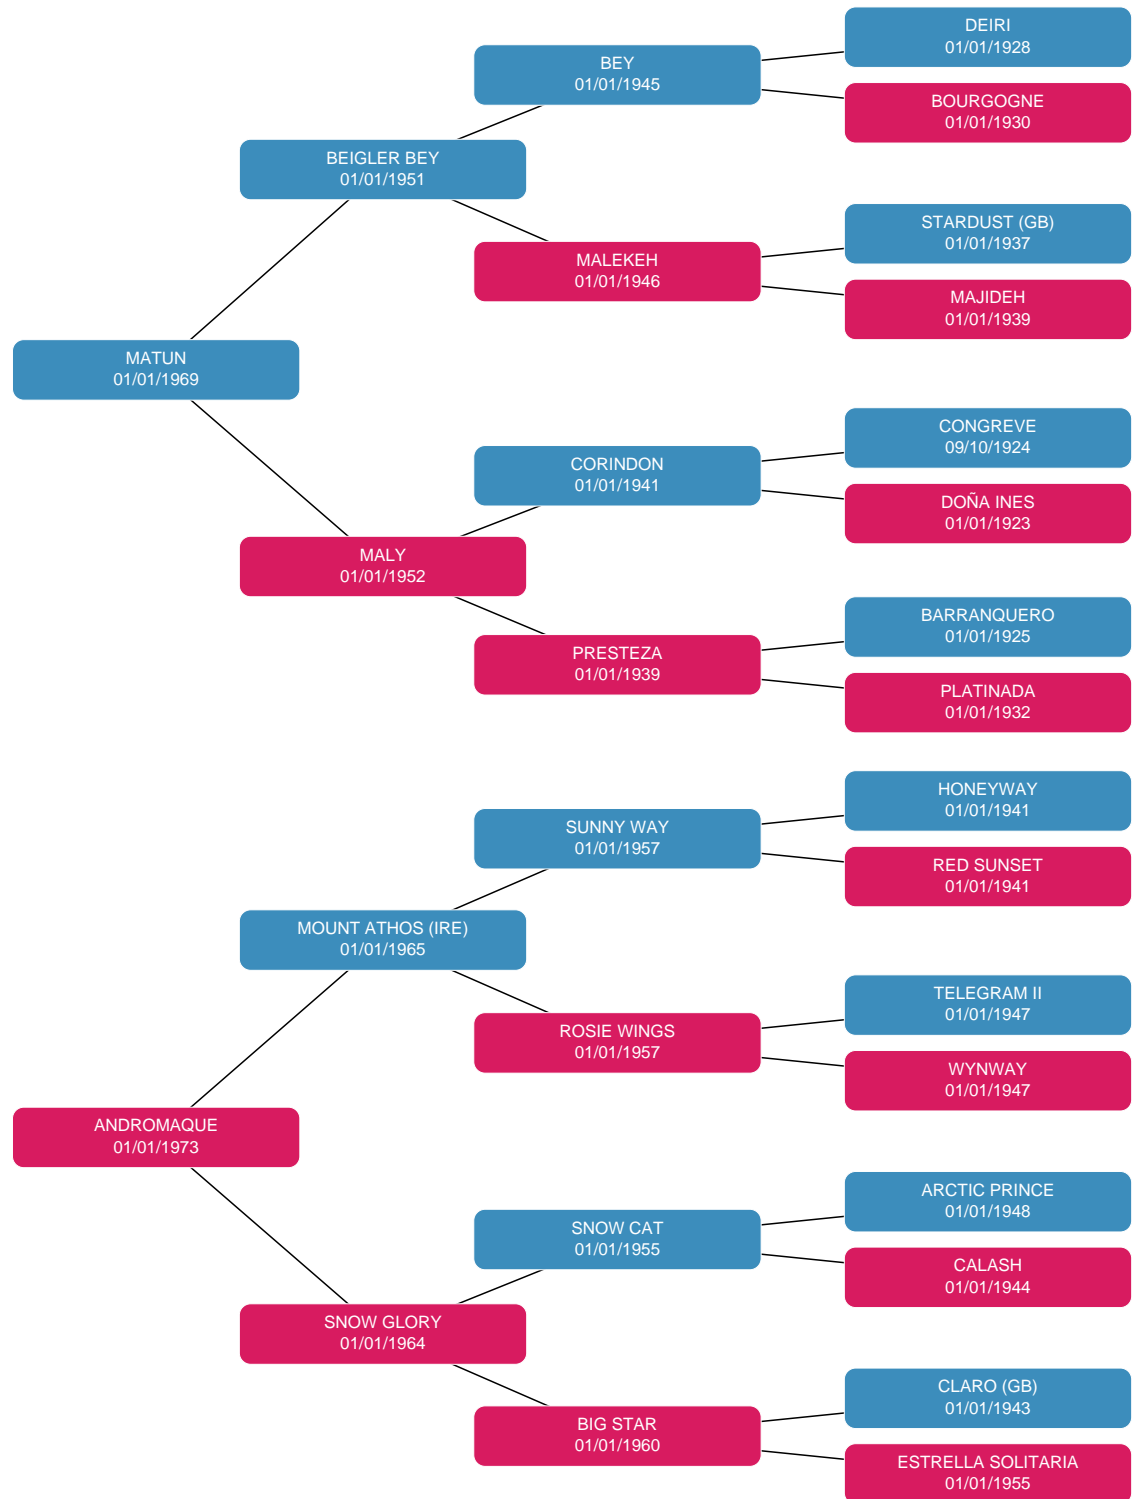 DEIRI
01/01/1928
BEY
01/01/1945
BOURGOGNE
01/01/1930
BEIGLER BEY
01/01/1951
STARDUST (GB)
01/01/1937
MALEKEH
01/01/1946
MAJIDEH
01/01/1939
MATUN
01/01/1969
CONGREVE
09/10/1924
CORINDON
01/01/1941
DOÑA INES
01/01/1923
MALY
01/01/1952
BARRANQUERO
01/01/1925
PRESTEZA
01/01/1939
PLATINADA
01/01/1932
HONEYWAY
01/01/1941
SUNNY WAY
01/01/1957
RED SUNSET
01/01/1941
MOUNT ATHOS (IRE)
01/01/1965
TELEGRAM II
01/01/1947
ROSIE WINGS
01/01/1957
WYNWAY
01/01/1947
ANDROMAQUE
01/01/1973
ARCTIC PRINCE
01/01/1948
SNOW CAT
01/01/1955
CALASH
01/01/1944
SNOW GLORY
01/01/1964
CLARO (GB)
01/01/1943
BIG STAR
01/01/1960
ESTRELLA SOLITARIA
01/01/1955